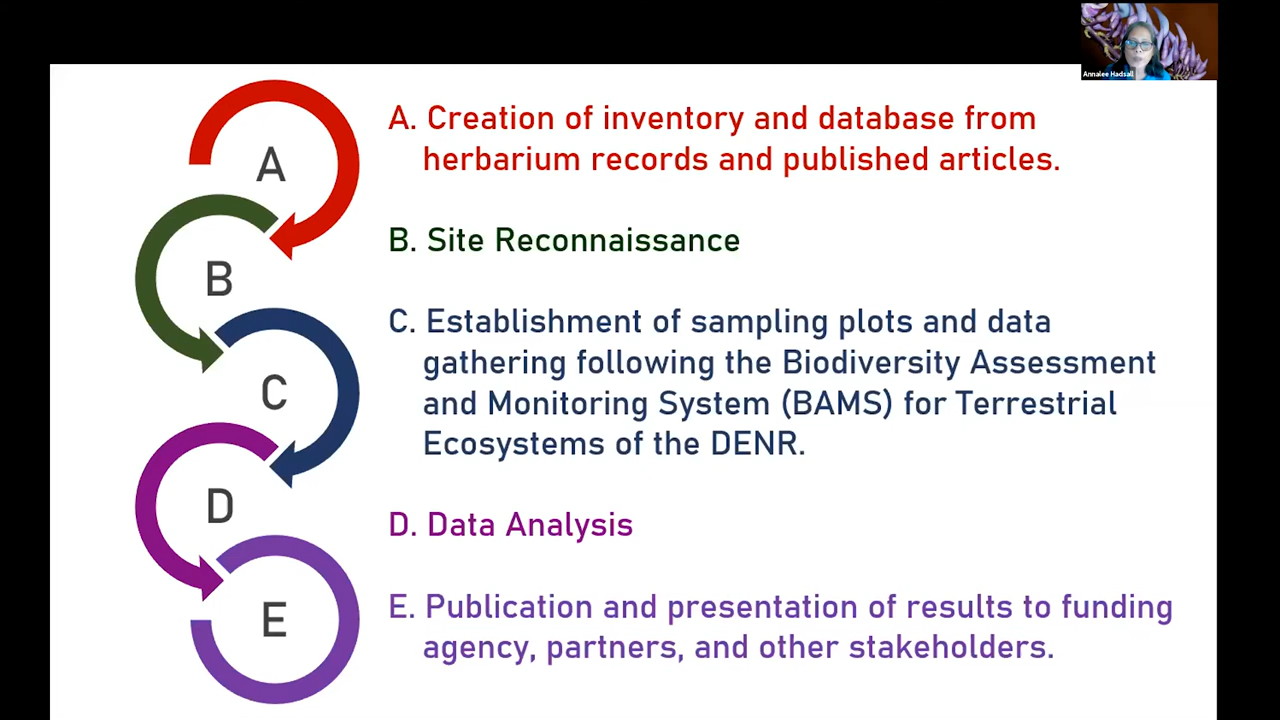 Annalee Hadsall
A
B
C
D
E
A. Creation of inventory and database from
herbarium records and published articles.
B. Site Reconnaissance
C. Establishment of sampling plots and data
gathering following the Biodiversity Assessment
and Monitoring System (BAMS) for Terrestrial
Ecosystems of the DENR.
D. Data Analysis
E. Publication and presentation of results to funding
agency, partners, and other stakeholders.